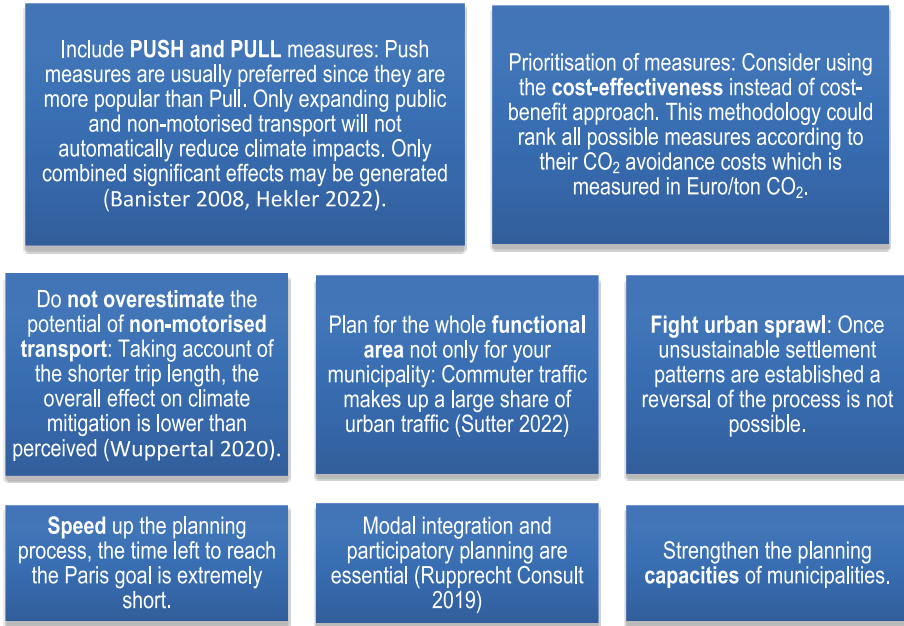 Include PUSH and PULL measures: Push
measures are usually preferred since they are
more popular than Pull. Only expanding public
and non-motorised transport will not
automatically reduce climate impacts. Only
combined significant effects may be generated
(Banister 2008, Hekler 2022).
Prioritisation of measures: Consider using
the cost-effectiveness instead of cost-
benefit approach. This methodology could
rank all possible measures according to
their CO₂ avoidance costs which is
measured in Euro/ton CO₂.
Do not overestimate the
potential of non-motorised
transport: Taking account of
the shorter trip length, the
overall effect on climate
mitigation is lower than
perceived (Wuppertal 2020).
Plan for the whole functional
area not only for your
municipality: Commuter traffic
makes up a large share of
urban traffic (Sutter 2022)
Fight urban sprawl: Once
unsustainable settlement
patterns are established a
reversal of the process is not
possible.
Speed up the planning
process, the time left to reach
the Paris goal is extremely
short.
Modal integration and
participatory planning are
essential (Rupprecht Consult
2019)
Strengthen the planning
capacities of municipalities.